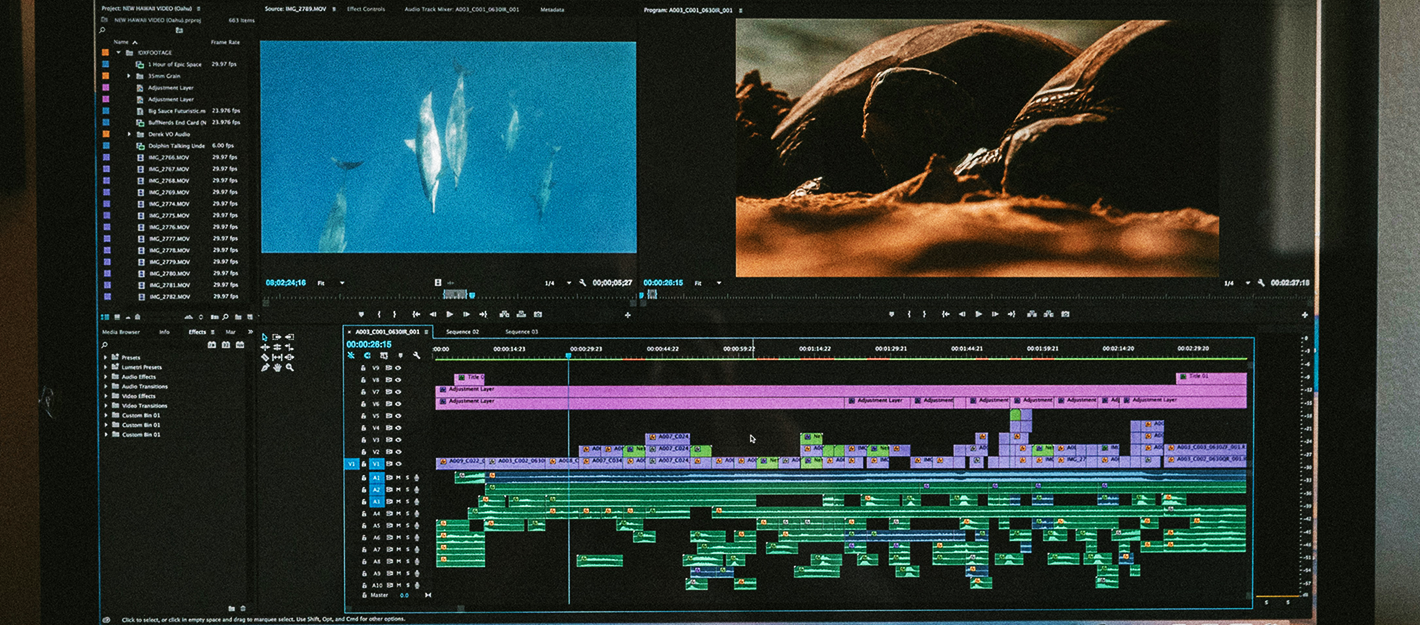 Project: NEW HAWAII VIDEO (Oahu)
NEW HAWAII VIDEO (Oahu).prproj
663 Items
Name
Frame Rate
1 Hour of Epic Space 29.97 fps
35mm Grain
Adjustment Layer
Adjustment Layer
Big Sauce Futuristic.m 23.976 fps
BuffNerds End Card (N 23.976 fps
Derek VO Audio
Dolphin Talking Unde 6.00 fps
IMG_2766.MOV 29.97 fps
IMG_2767.MOV 29.97 fps
IMG_2768.MOV 29.97 fps
IMG_2769.MOV 29.97 fps
IMG_2774.MOV 29.97 fps
IMG_2775.MOV 29.97 fps
IMG_2776.MOV 29.97 fps
IMG_2777.MOV 29.97 fps
IMG_2778.MOV 29.97 fps
IMG_2779.MOV 29.97 fps
IMG_2780.MOV 29.97 fps
IMG_2781.MOV 29.97 fps
IMG_2782.MOV 29.97 fps
Source: IMG_2789.MOV Effect Controls Audio Track Mixer: A003_C001_0630IR_001 Metadata
08;02;24;16 Fit 1/4 00;00;05;27
Program: A003_C001_0630IR_001
00:00:26:15 Fit 1/4 00:02:37:18
Media Browser Info Effects Mar
Presets
Lumetri Presets
Audio Effects
Audio Transitions
Video Effects
Video Transitions
Custom Bin 01
Custom Bin 01
Custom Bin 01
A003_C001_0630IR_001 Sequence 02 Sequence 03
00:00:26:15
:00:00 00:00:14:23 00:00:29:23 00:00:44:22 00:00:59:22 00:01:14:22 00:01:29:21 00:01:44:21 00:01:59:21 00:02:14:20 00:02:29:20
V9
V8 Title 01
V7 Adjustment Layer
V6 Adjustment Layer Adjustment Layer Adjustment Adjustment Layer Adjustment Layer Adjustment Layer Adj Adjustment Layer
V5
V4
V3 A007_C024
V2 A007_C024
V1 V1 A007_C034 A007_C024
A1 M S
A2 M S
A3 M S
A4 M S
A5 M S
A6 M S
A7 M S
A8 M S
A9 M S
A10 M S
Master 0.0
S S
Click to select, or click in empty space and drag to marquee select. Use Shift, Opt, and Cmd for other options.